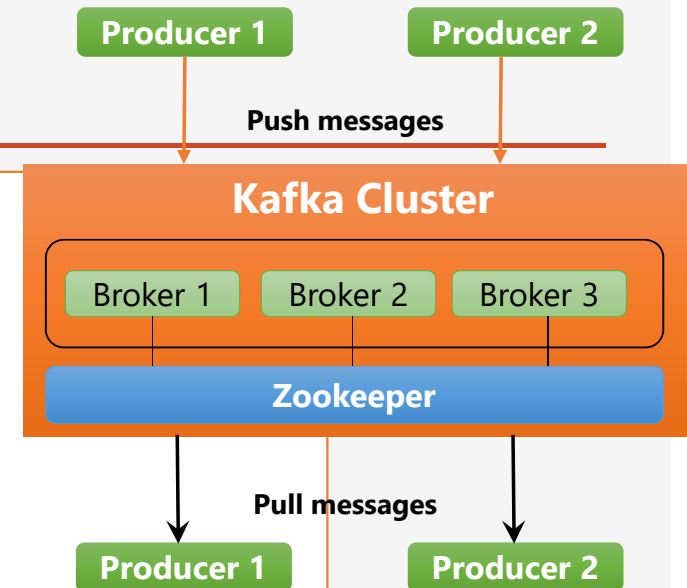 Producer 1
Producer 2
Push messages
Kafka Cluster
Broker 1
Broker 2
Broker 3
Zookeeper
Pull messages
Producer 1
Producer 2